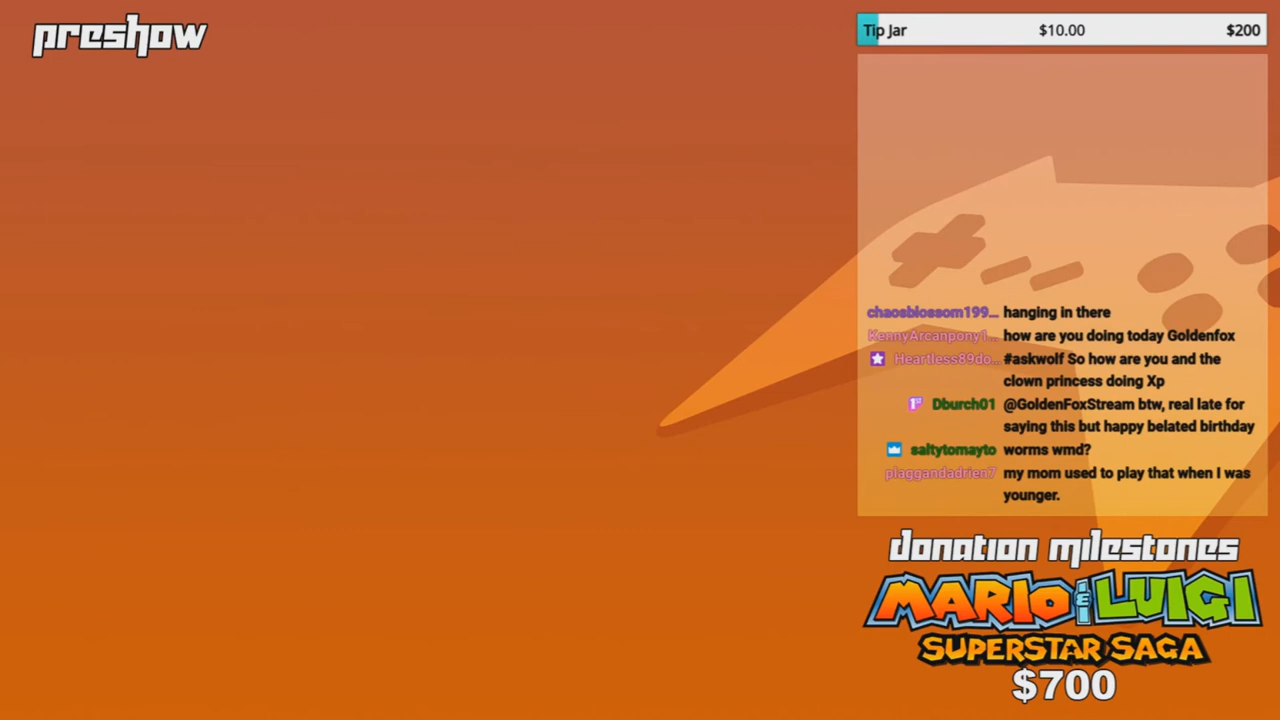 preshow
Tip Jar $10.00 $200
chaosblossom199... hanging in there
KennyArcanpony1... how are you doing today Goldenfox
Heartless89do... #askwolf So how are you and the
clown princess doing Xp
1ST Dburch01 @GoldenFoxStream btw, real late for
saying this but happy belated birthday
saltytomayto worms wmd?
plaggandadrien7 my mom used to play that when I was
younger.
donation milestones
MARIO & LUIGI
SUPERSTAR SAGA
$700